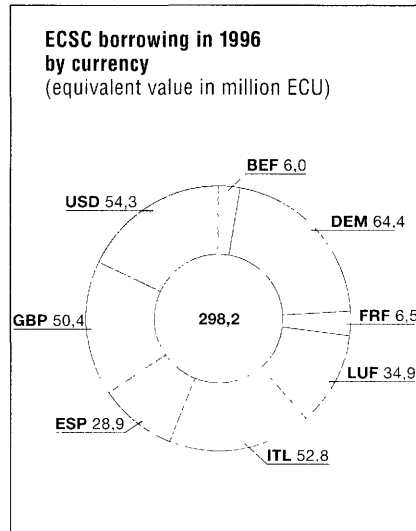 ECSC borrowing in 1996
by currency
(equivalent value in million ECU)
BEF 6,0
USD 54,3
DEM 64,4
GBP 50,4
298,2
FRF 6,5
LUF 34,9
ESP 28,9
ITL 52,8